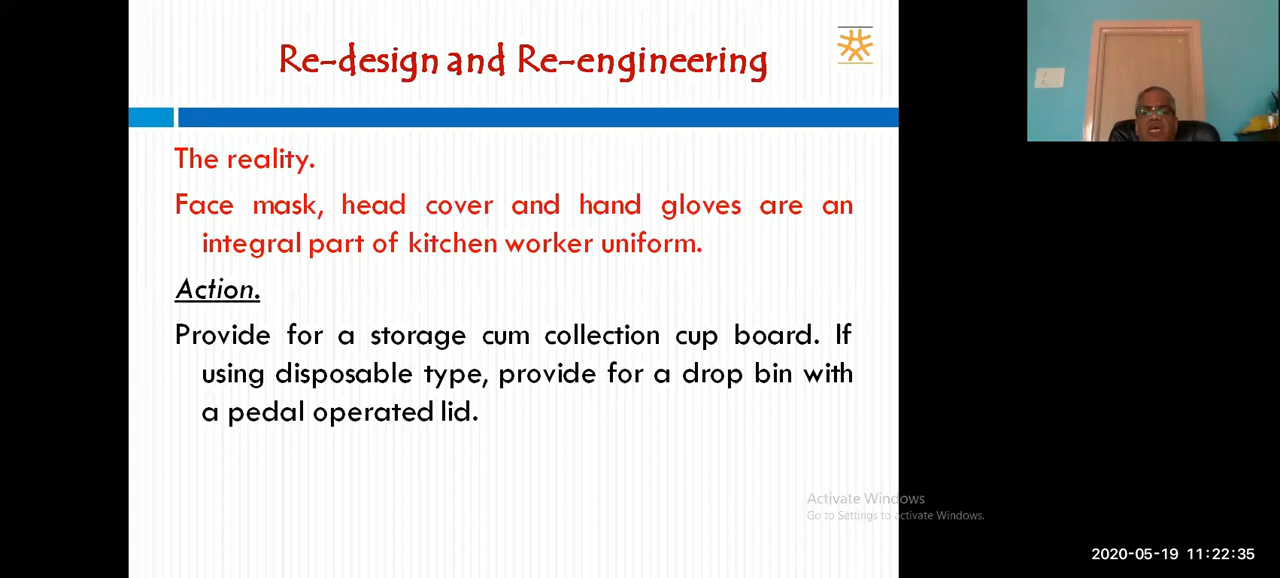 Re-design and Re-engineering
The reality.
Face mask, head cover and hand gloves are an
integral part of kitchen worker uniform.
Action.
Provide for a storage cum collection cup board. If
using disposable type, provide for a drop bin with
a pedal operated lid.
Activate Windows
Go to Settings to activate Windows.
2020-05-19 11:22:35